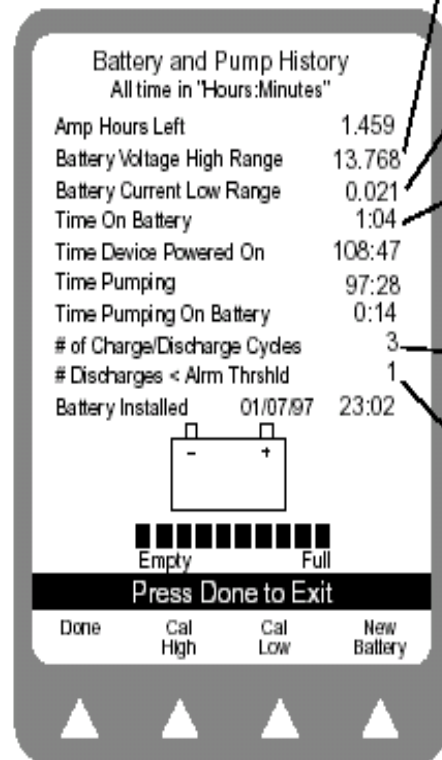 Battery and Pump History
All time in "Hours:Minutes"
Amp Hours Left 1.459
Battery Voltage High Range 13.768
Battery Current Low Range 0.021
Time On Battery 1:04
Time Device Powered On 108:47
Time Pumping 97:28
Time Pumping On Battery 0:14
# of Charge/Discharge Cycles 3
# Discharges < Alrm Thrshld 1
Battery Installed 01/07/97 23:02
- +
Empty Full
Press Done to Exit
Done Cal High Cal Low New Battery